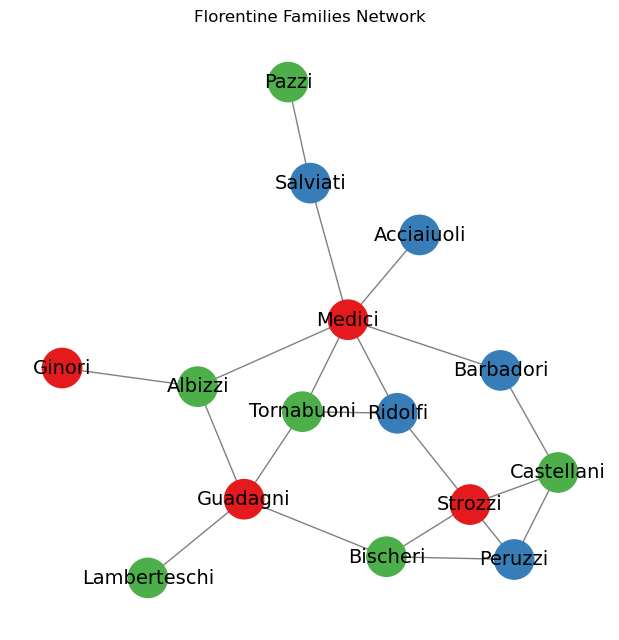 Florentine Families Network
Pazzi
Salviati
Acciaiuoli
Medici
Ginori
Albizzi
Barbadori
Tornabuoni
Ridolfi
Castellani
Guadagni
Strozzi
Bischeri
Peruzzi
Lamberteschi